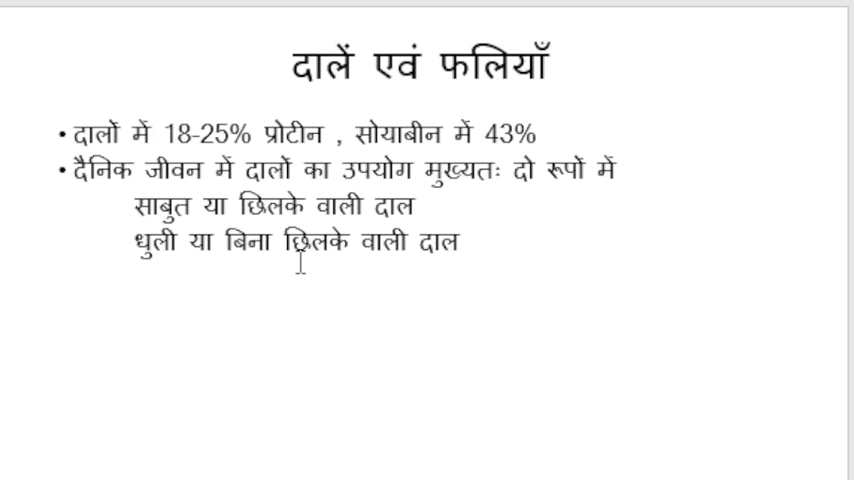 दालें एवं फलियाँ
• दालों में 18-25% प्रोटीन , सोयाबीन में 43%
• दैनिक जीवन में दालों का उपयोग मुख्यतः दो रूपों में
साबुत या छिलके वाली दाल
धुली या बिना छिलके वाली दाल